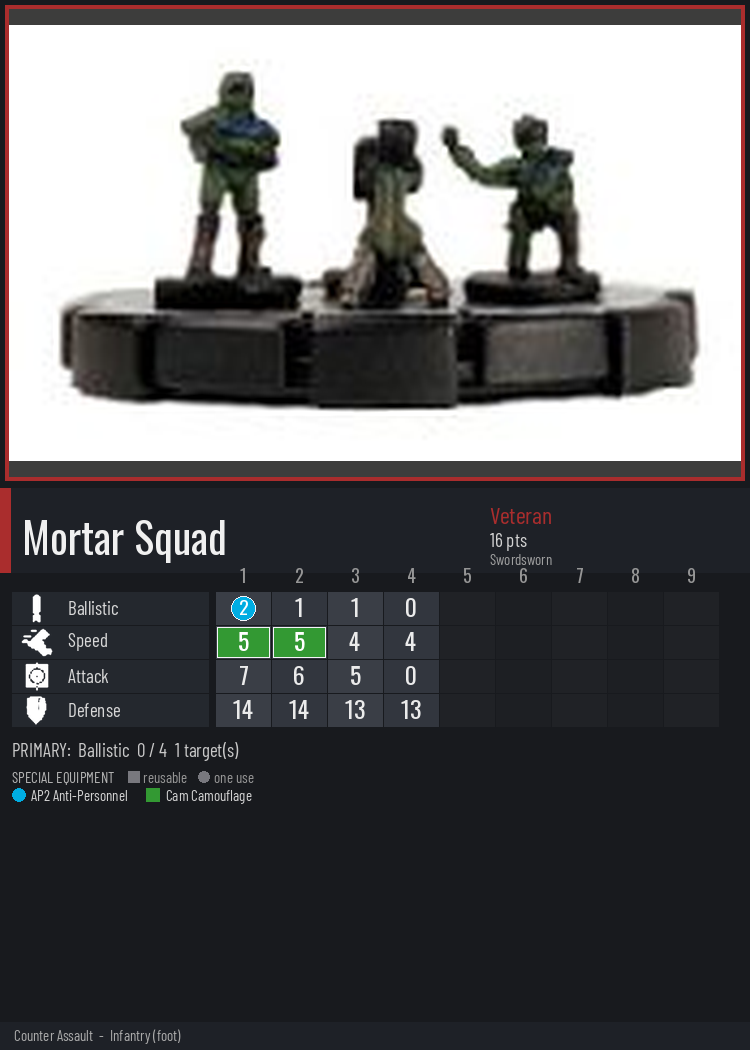 Mortar Squad
Veteran
16 pts
Swordsworn
1 2 3 4 5 6 7 8 9
Ballistic 2 1 1 0
Speed 5 5 4 4
Attack 7 6 5 0
Defense 14 14 13 13
PRIMARY: Ballistic 0 / 4 1 target(s)
SPECIAL EQUIPMENT reusable one use
AP2 Anti-Personnel Cam Camouflage
Counter Assault - Infantry (foot)